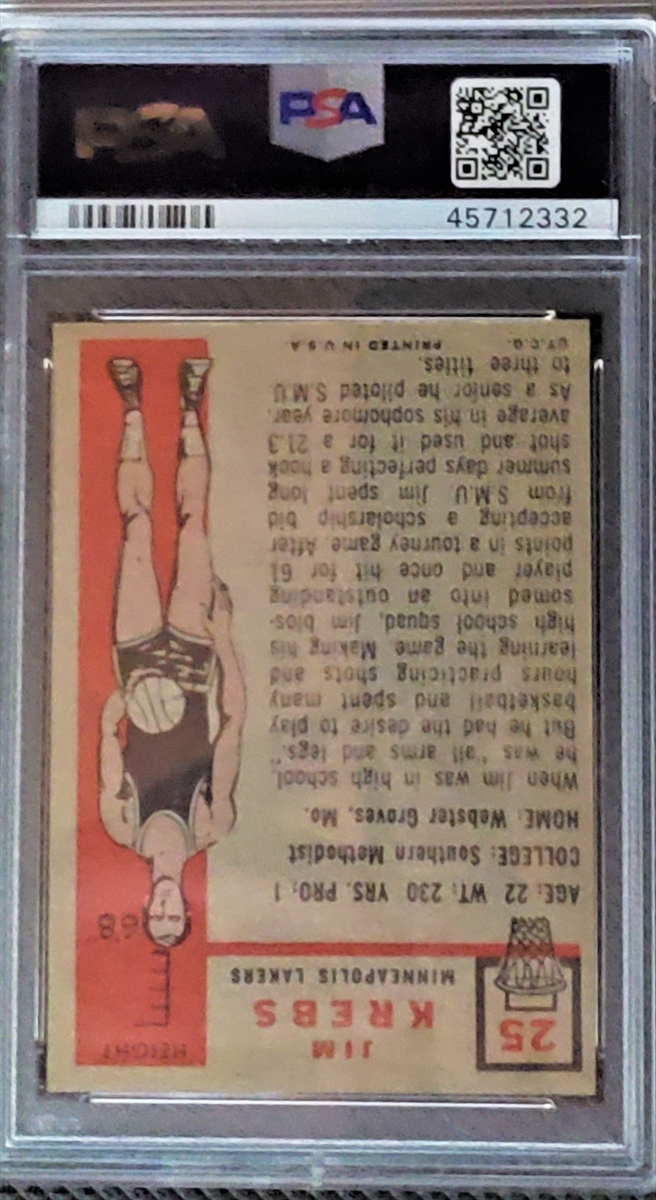 PSA
PSA
45712332
25
JIM
KREBS
MINNEAPOLIS LAKERS
HEIGHT
6'8"
AGE: 22 WT: 230 YRS. PRO: 1
COLLEGE: Southern Methodist
HOME: Webster Groves, Mo.
When Jim was in high school,
he was "all arms and legs".
But he had the desire to play
basketball and spent many
hours practicing shots and
learning the game. Making his
high school squad, Jim blos-
somed into an outstanding
player and once hit for 61
points in a tourney game. After
accepting a scholarship bid
from S.M.U. Jim spent long
summer days perfecting a hook
shot and used it for a 21.3
average in his sophomore year.
As a senior he piloted S.M.U.
to three titles.
©T.C.G. PRINTED IN U.S.A.